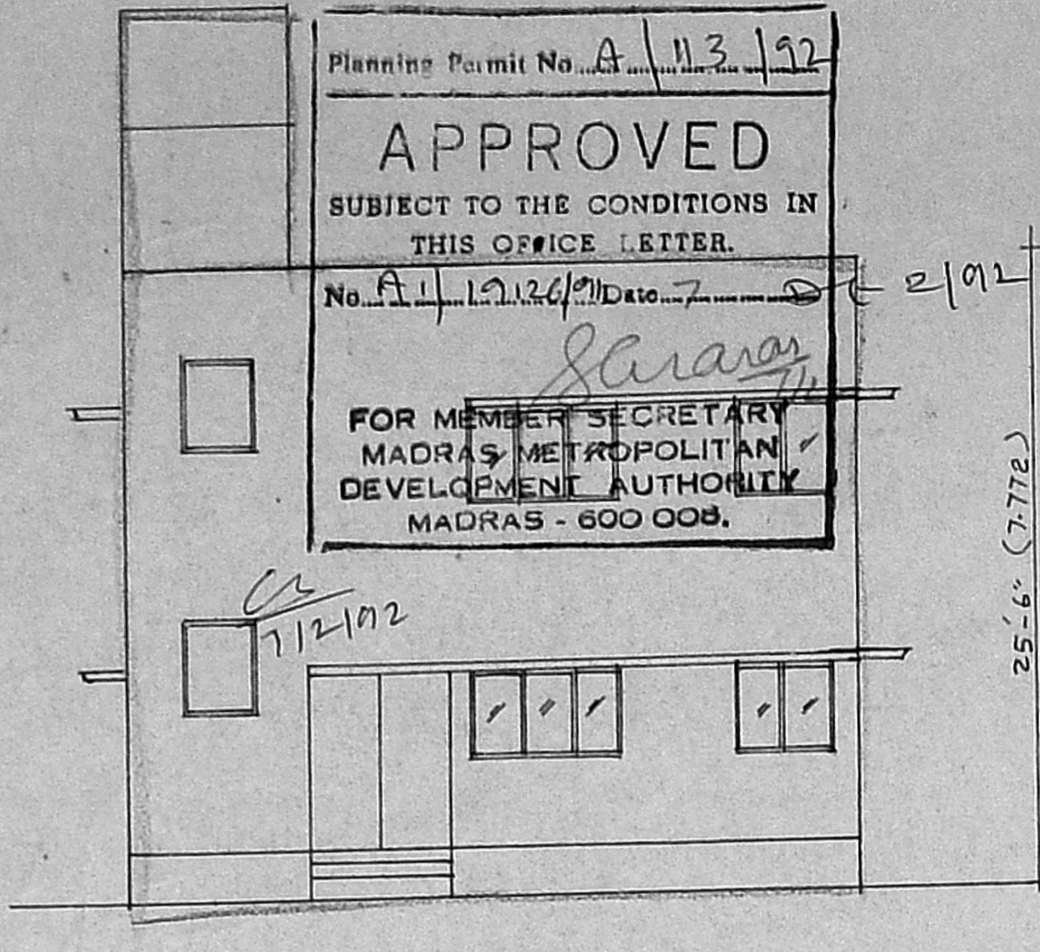 Planning Permit No. A / 113 / 92
APPROVED
SUBJECT TO THE CONDITIONS IN
THIS OFFICE LETTER.
No. A1/19126/91 Date 7
2/92
FOR MEMBER SECRETARY
MADRAS METROPOLITAN
DEVELOPMENT AUTHORITY
MADRAS - 600 008.
7/2/92
25'-6" (7.772)